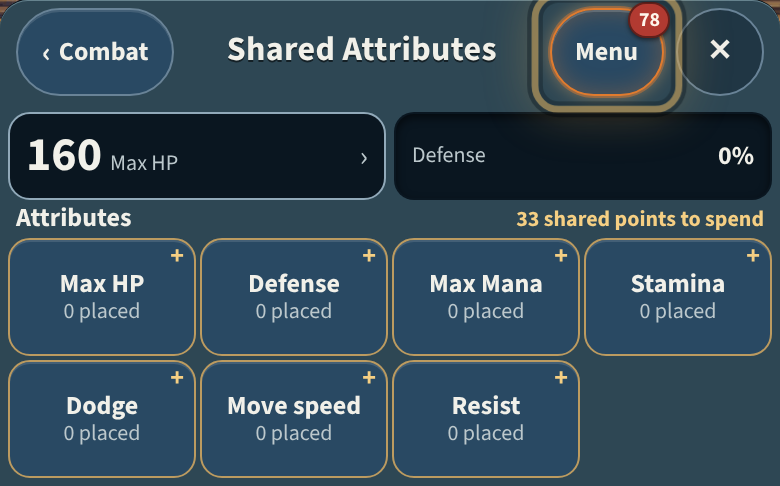 ‹ Combat
Shared Attributes
Menu
78
×
160 Max HP ›
Defense 0%
Attributes
33 shared points to spend
+
Max HP
0 placed
+
Defense
0 placed
+
Max Mana
0 placed
+
Stamina
0 placed
+
Dodge
0 placed
+
Move speed
0 placed
+
Resist
0 placed